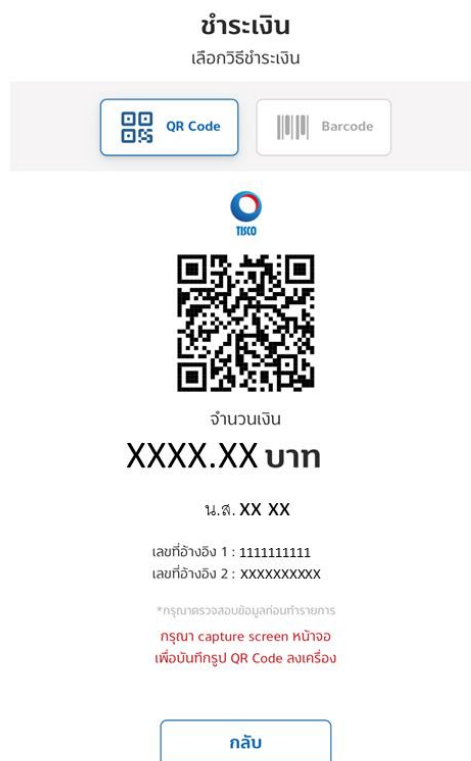 ชำระเงิน
เลือกวิธีชำระเงิน
QR Code
Barcode
TISCO
จำนวนเงิน
XXXX.XX บาท
น.ส. XX XX
เลขที่อ้างอิง 1 : 1111111111
เลขที่อ้างอิง 2 : XXXXXXXXXX
*กรุณาตรวจสอบข้อมูลก่อนทำรายการ
กรุณา capture screen หน้าจอ
เพื่อบันทึกรูป QR Code ลงเครื่อง
กลับ